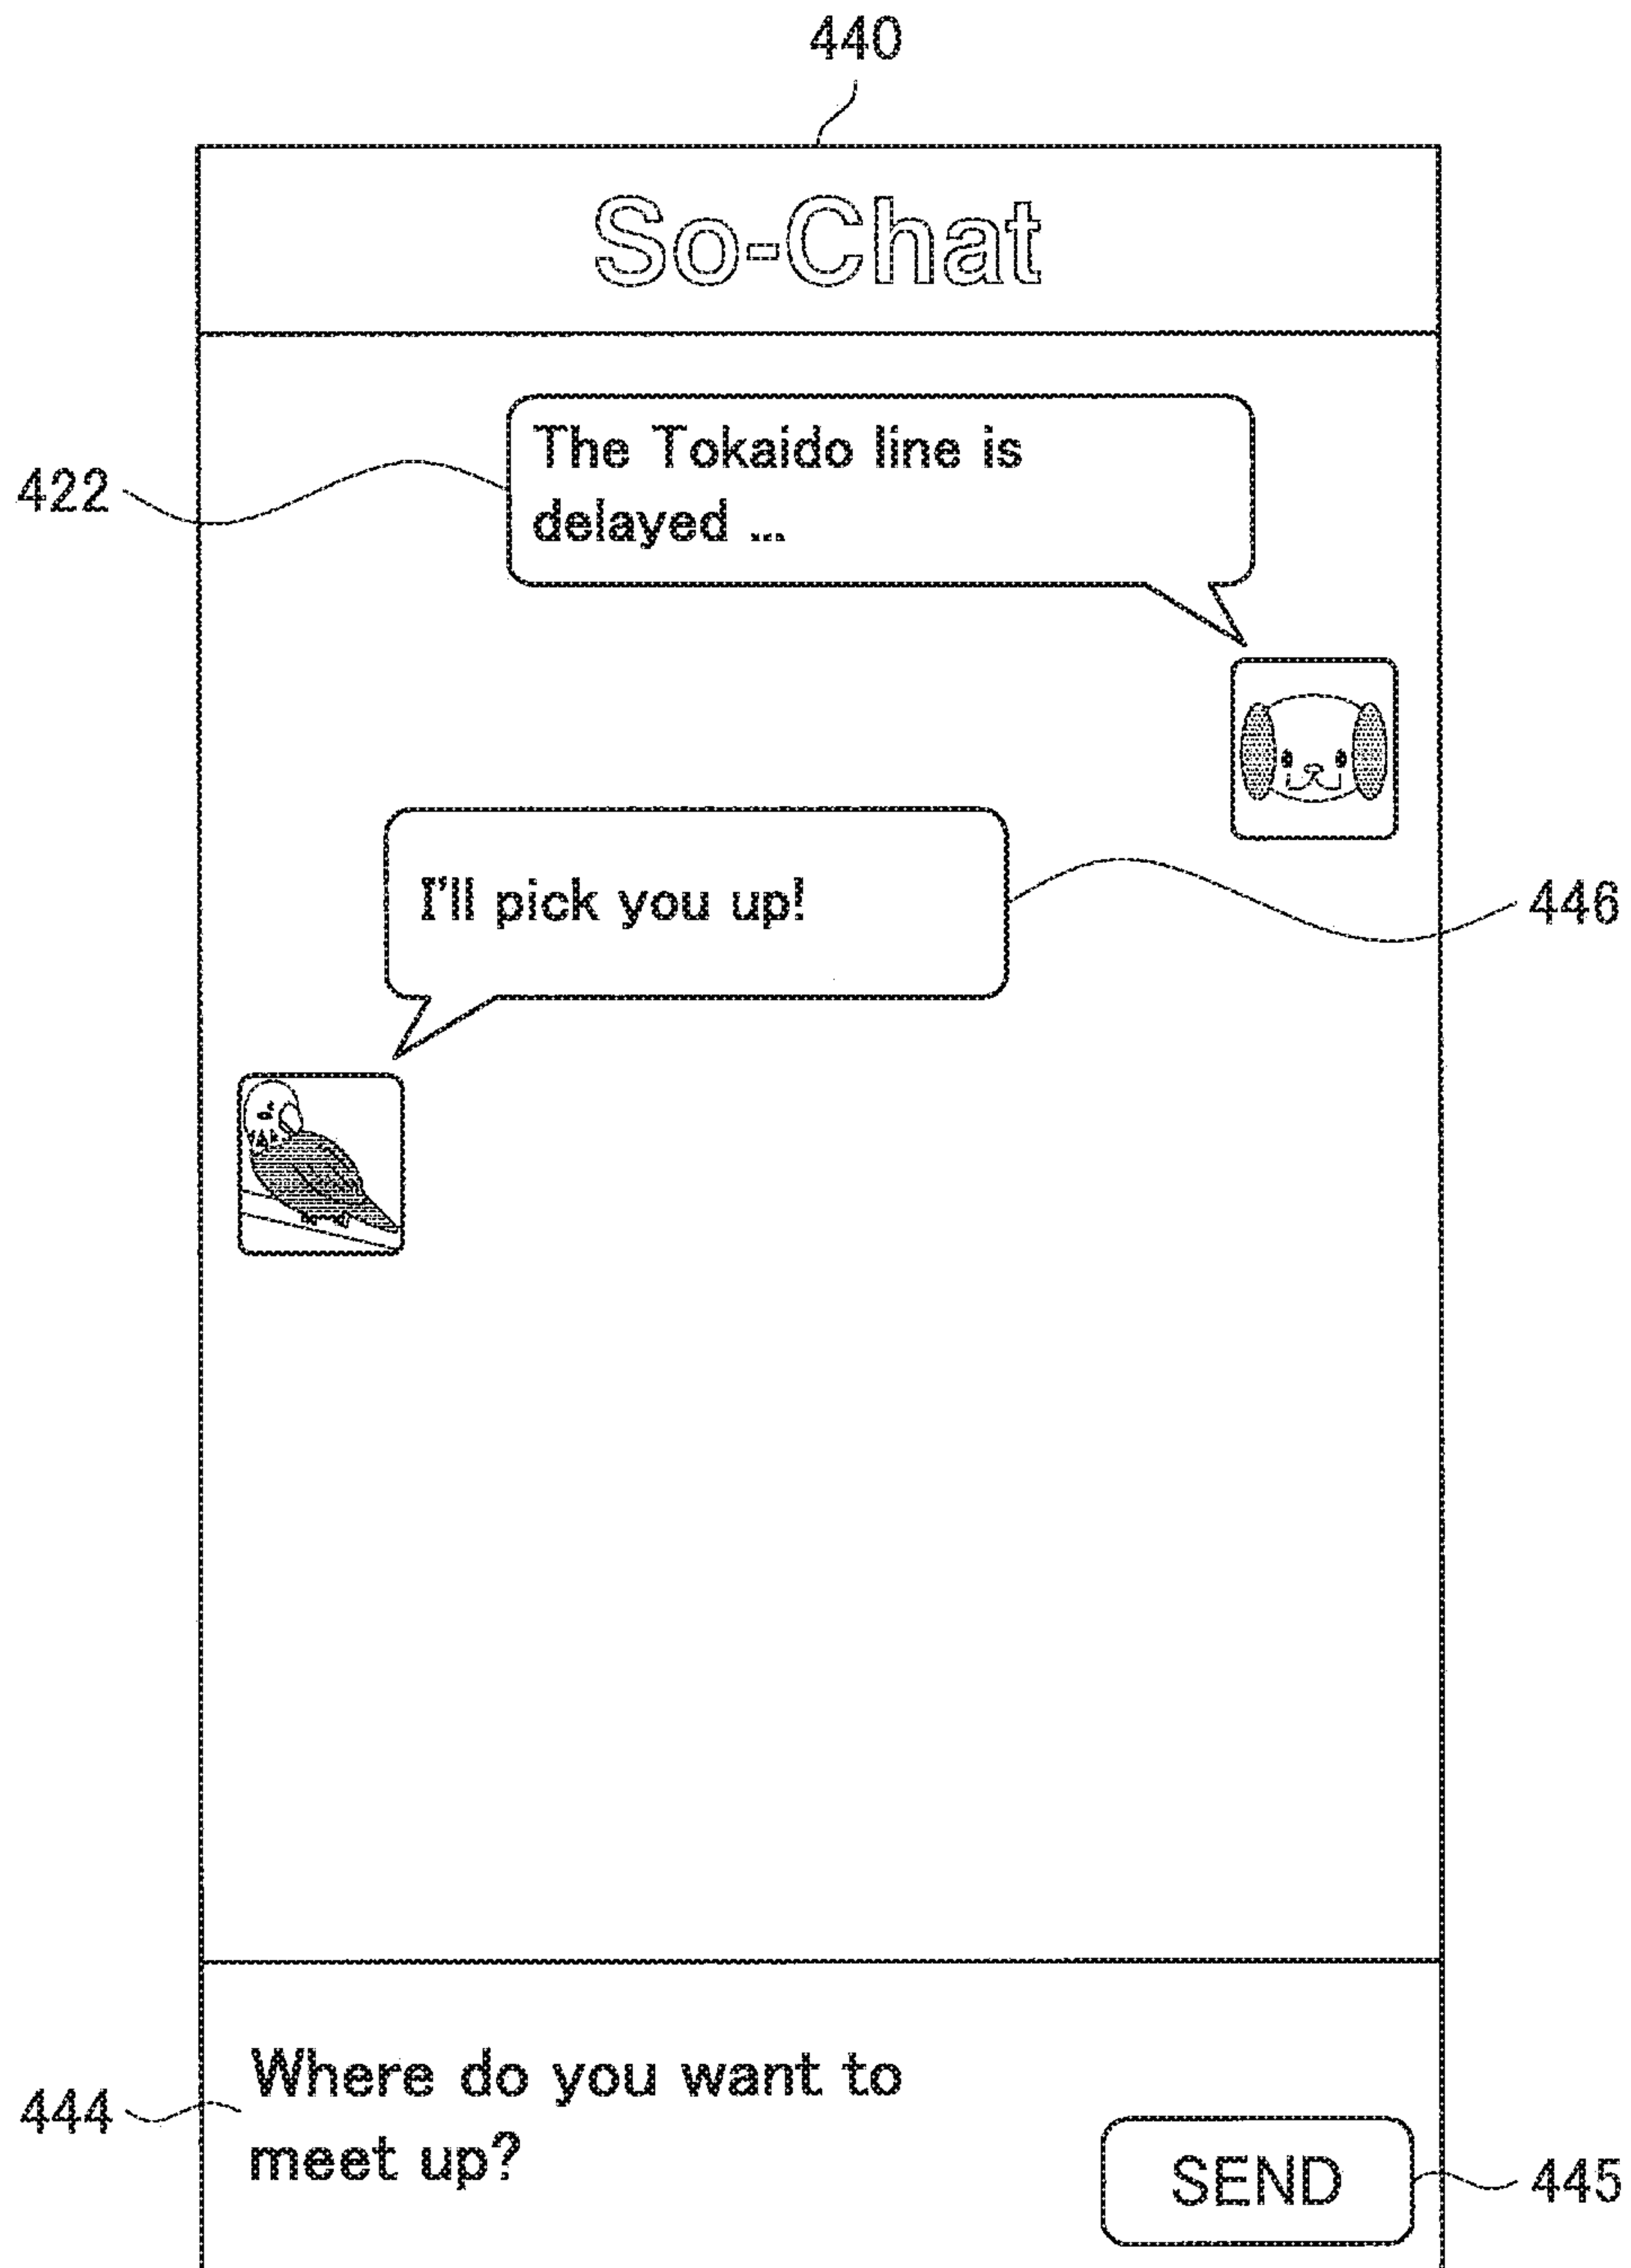 440
So-Chat
The Tokaido line is
delayed ...
422
I'll pick you up!
446
Where do you want to
meet up?
444
SEND
445